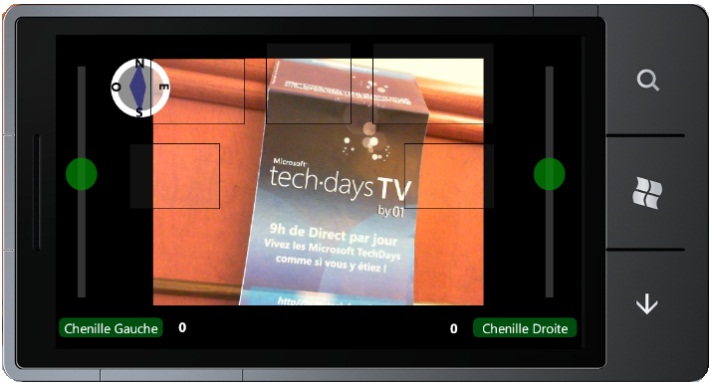 N
O
E
S
Microsoft
tech·days TV
by 01
9h de Direct par jour
Vivez les Microsoft TechDays
comme si vous y étiez !
http://
Chenille Gauche 0
0 Chenille Droite